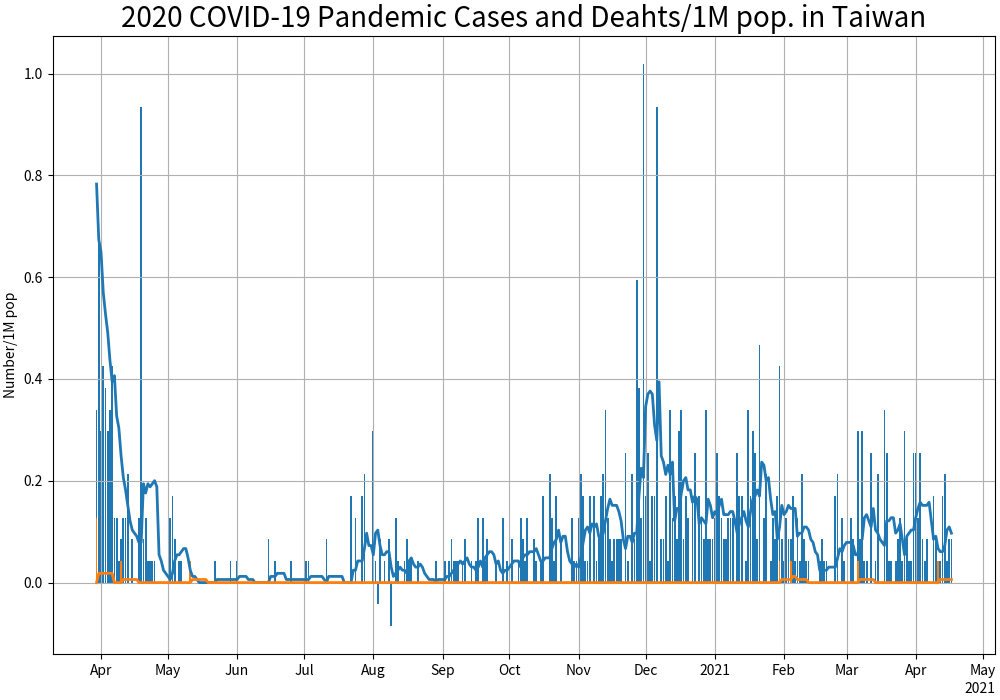 2020 COVID-19 Pandemic Cases and Deahts/1M pop. in Taiwan
Number/1M pop
1.0
0.8
0.6
0.4
0.2
0.0
Apr May Jun Jul Aug Sep Oct Nov Dec 2021 Feb Mar Apr May
2021